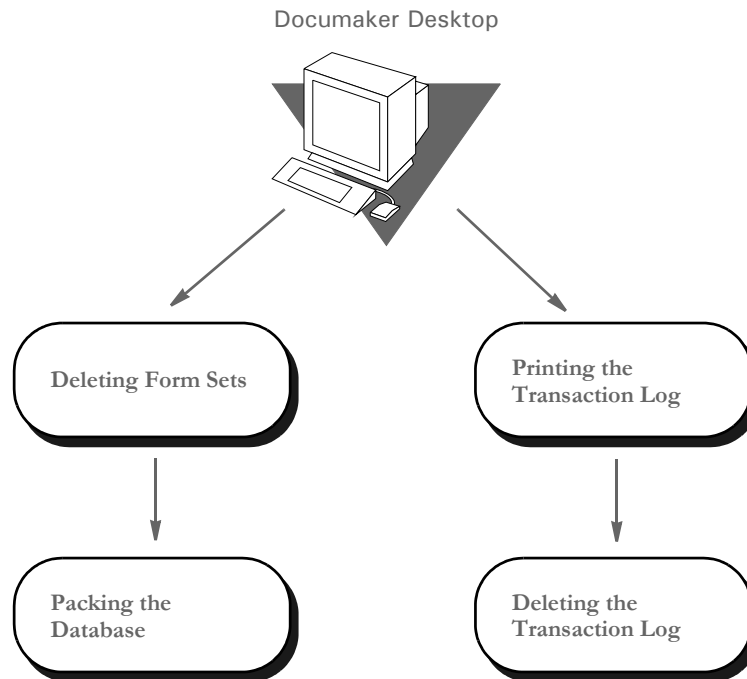 Documaker Desktop
Deleting Form Sets
Printing the
Transaction Log
Packing the
Database
Deleting the
Transaction Log